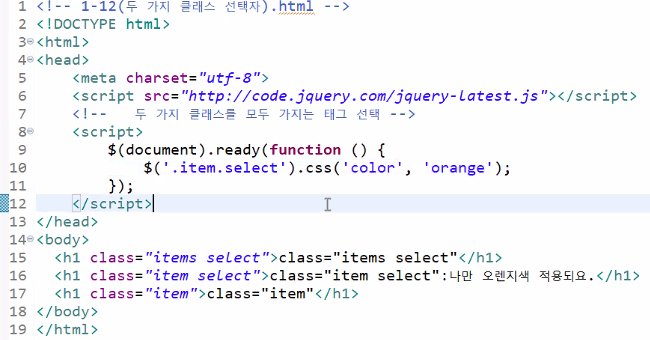 1 <!-- 1-12(두 가지 클래스 선택자).html -->
2 <!DOCTYPE html>
3 <html>
4 <head>
5 <meta charset="utf-8">
6 <script src="http://code.jquery.com/jquery-latest.js"></script>
7 <!-- 두 가지 클래스를 모두 가지는 태그 선택 -->
8 <script>
9 $(document).ready(function () {
10 $('.item.select').css('color', 'orange');
11 });
12 </script>
13 </head>
14 <body>
15 <h1 class="items select">class="items select"</h1>
16 <h1 class="item select">class="item select":나만 오렌지색 적용되요.</h1>
17 <h1 class="item">class="item"</h1>
18 </body>
19 </html>